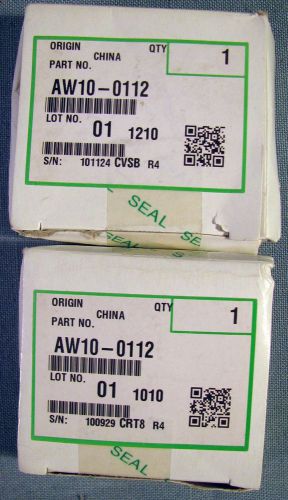 ORIGIN CHINA QTY 1
PART NO.
AW10-0112
LOT NO.
01 1210
S/N: 101124 CVSB R4
SEAL SEAL
ORIGIN CHINA QTY 1
PART NO.
AW10-0112
LOT NO.
01 1010
S/N: 100929 CRT8 R4
SEAL